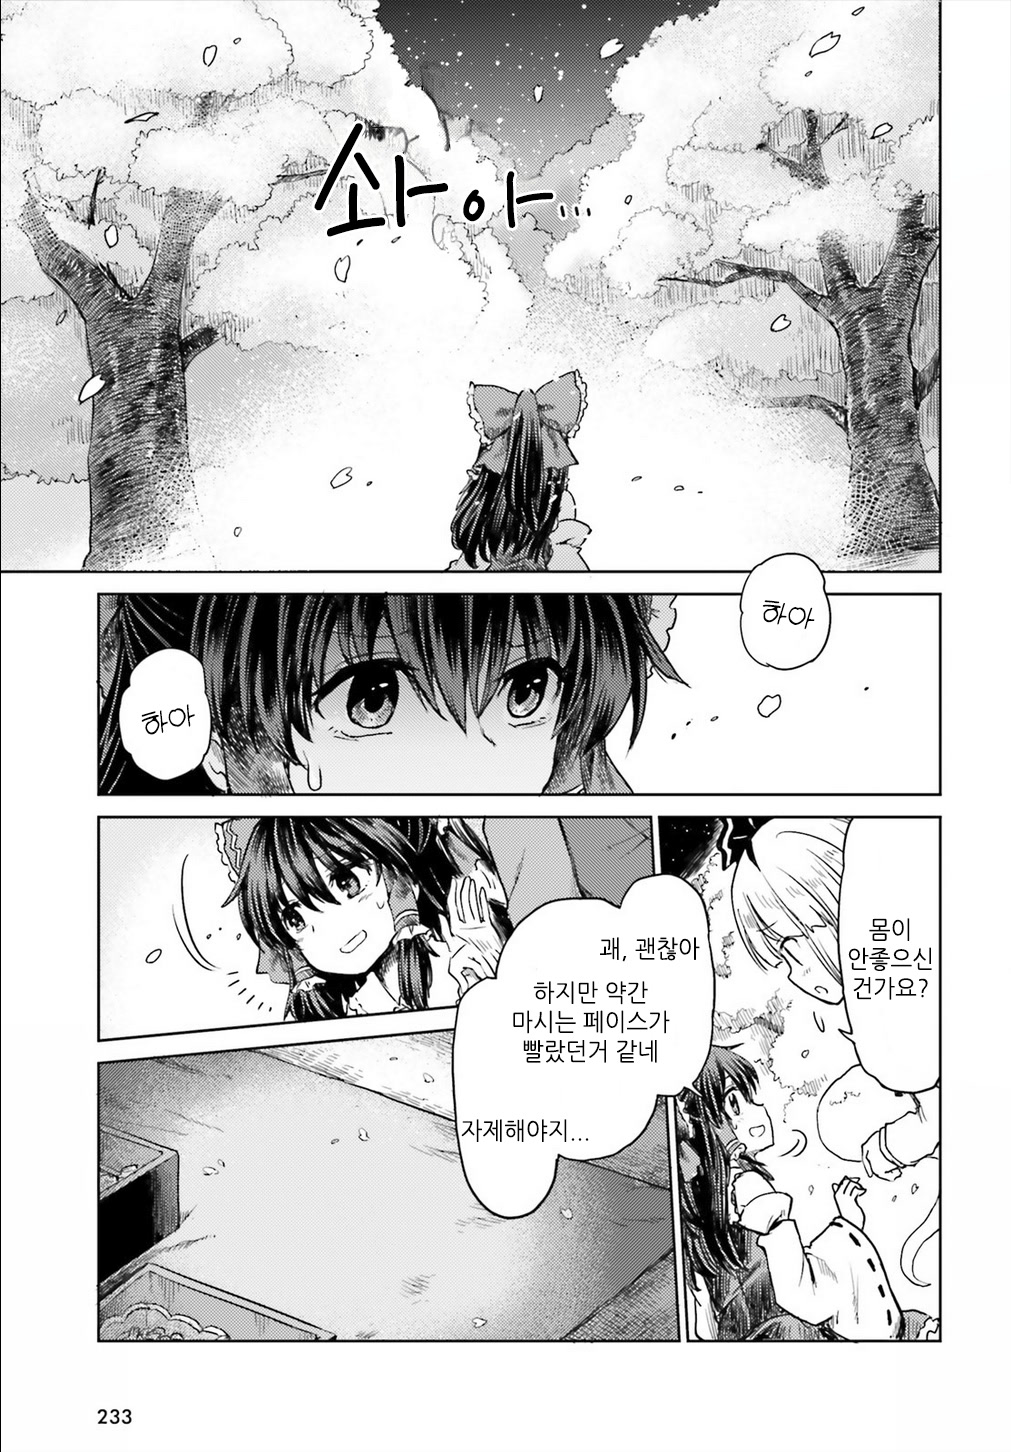 쏴아...
하아
하아
몸이
안좋으신
건가요?
괘, 괜찮아
하지만 약간
마시는 페이스가
빨랐던거 같네
자제해야지...
233